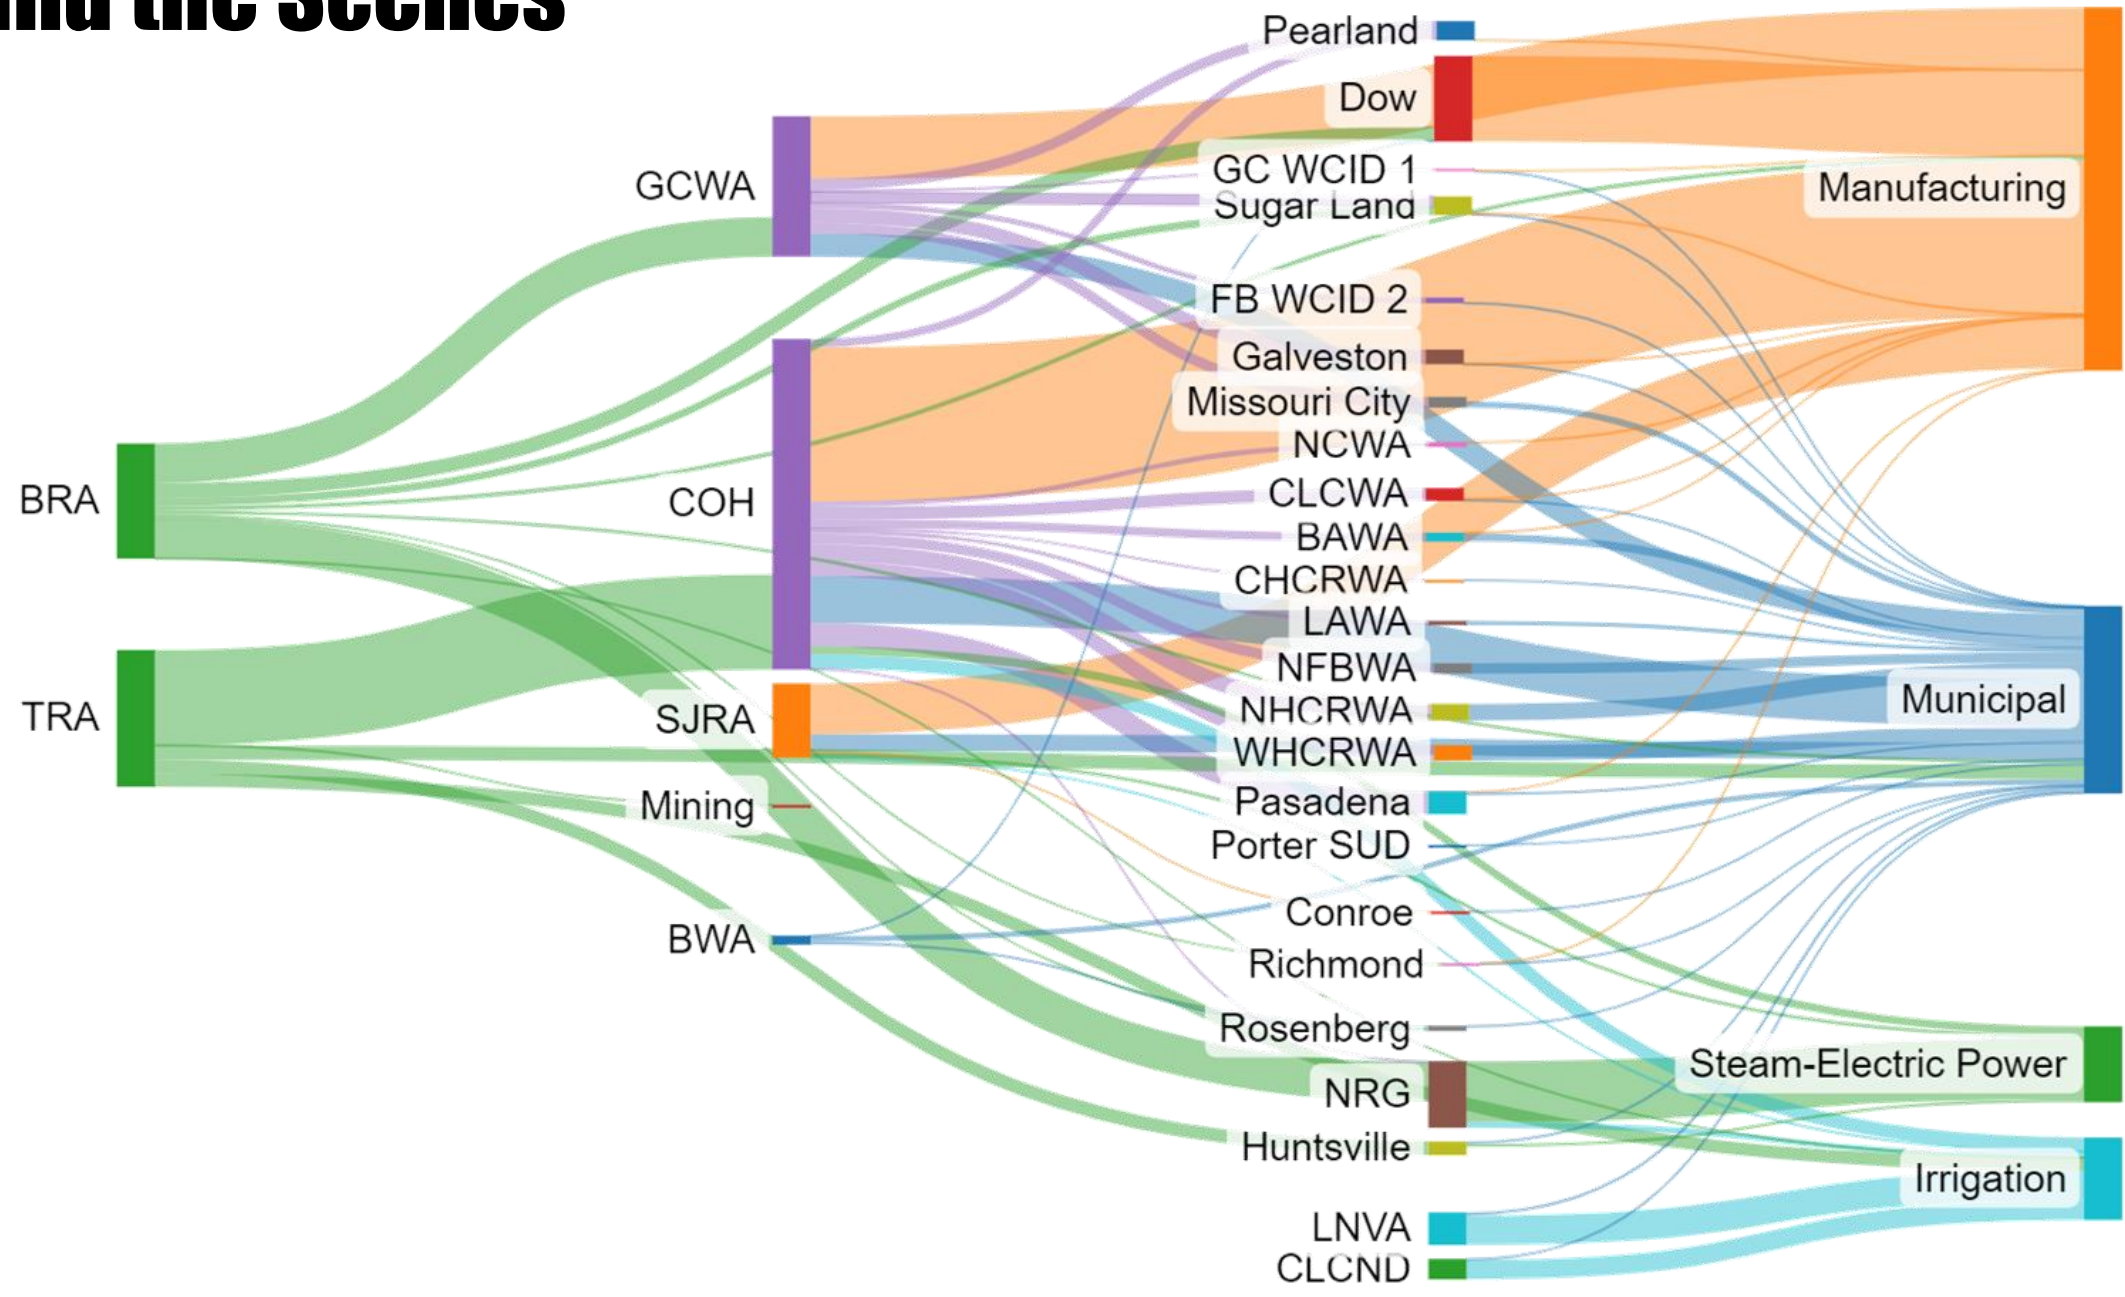 the Scenes
BRA
TRA
GCWA
COH
SJRA
Mining
BWA
Pearland
Dow
GC WCID 1
Sugar Land
FB WCID 2
Galveston
Missouri City
NCWA
CLCWA
BAWA
CHCRWA
LAWA
NFBWA
NHCRWA
WHCRWA
Pasadena
Porter SUD
Conroe
Richmond
Rosenberg
NRG
Huntsville
LNVA
CLCND
Manufacturing
Municipal
Steam-Electric Power
Irrigation